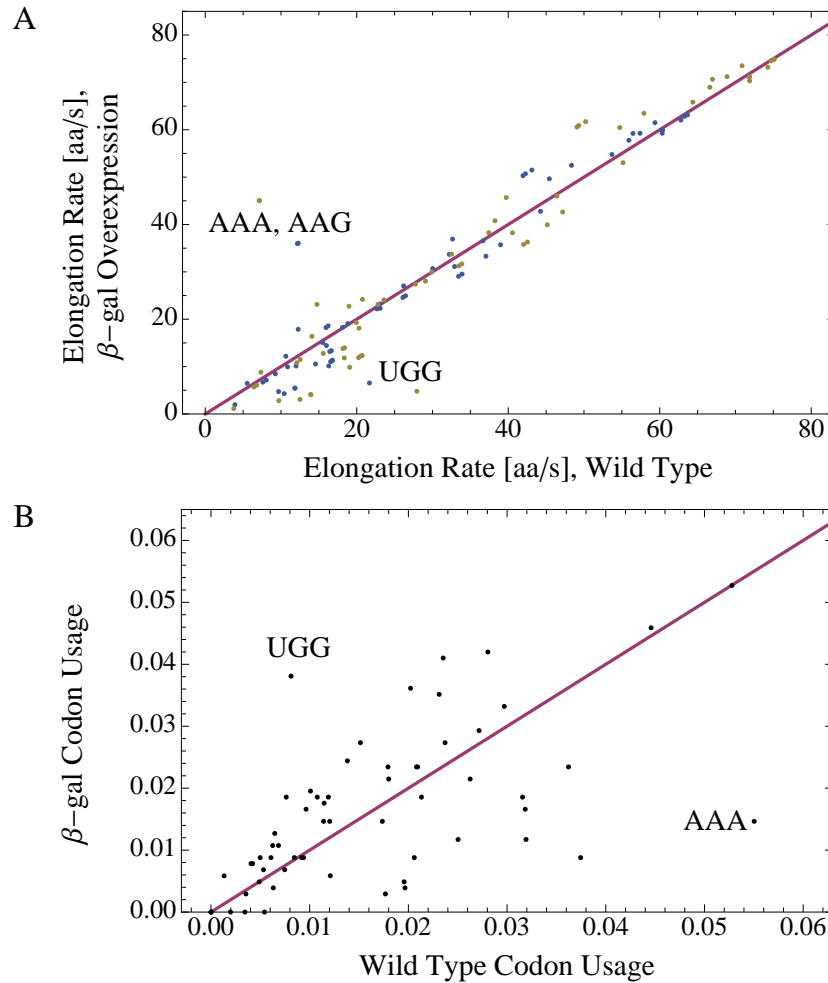 A
Elongation Rate [aa/s],
β−gal Overexpression
80
60
40
20
0
AAA, AAG
UGG
0 20 40 60 80
Elongation Rate [aa/s], Wild Type
B
β−gal Codon Usage
0.06
0.05
0.04
0.03
0.02
0.01
0.00
UGG
AAA
0.00 0.01 0.02 0.03 0.04 0.05 0.06
Wild Type Codon Usage